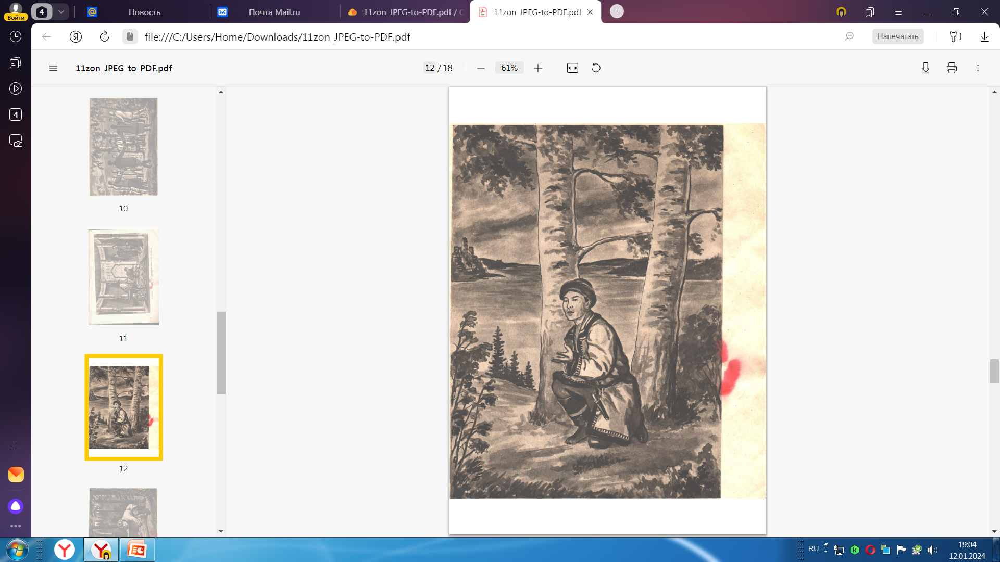 4
Новость
Почта Mail.ru
11zon_JPEG-to-PDF.pdf / О
11zon_JPEG-to-PDF.pdf
Войти
file:///C:/Users/Home/Downloads/11zon_JPEG-to-PDF.pdf
Напечатать
11zon_JPEG-to-PDF.pdf
12 / 18
61%
4
10
11
12
RU
19:04
12.01.2024